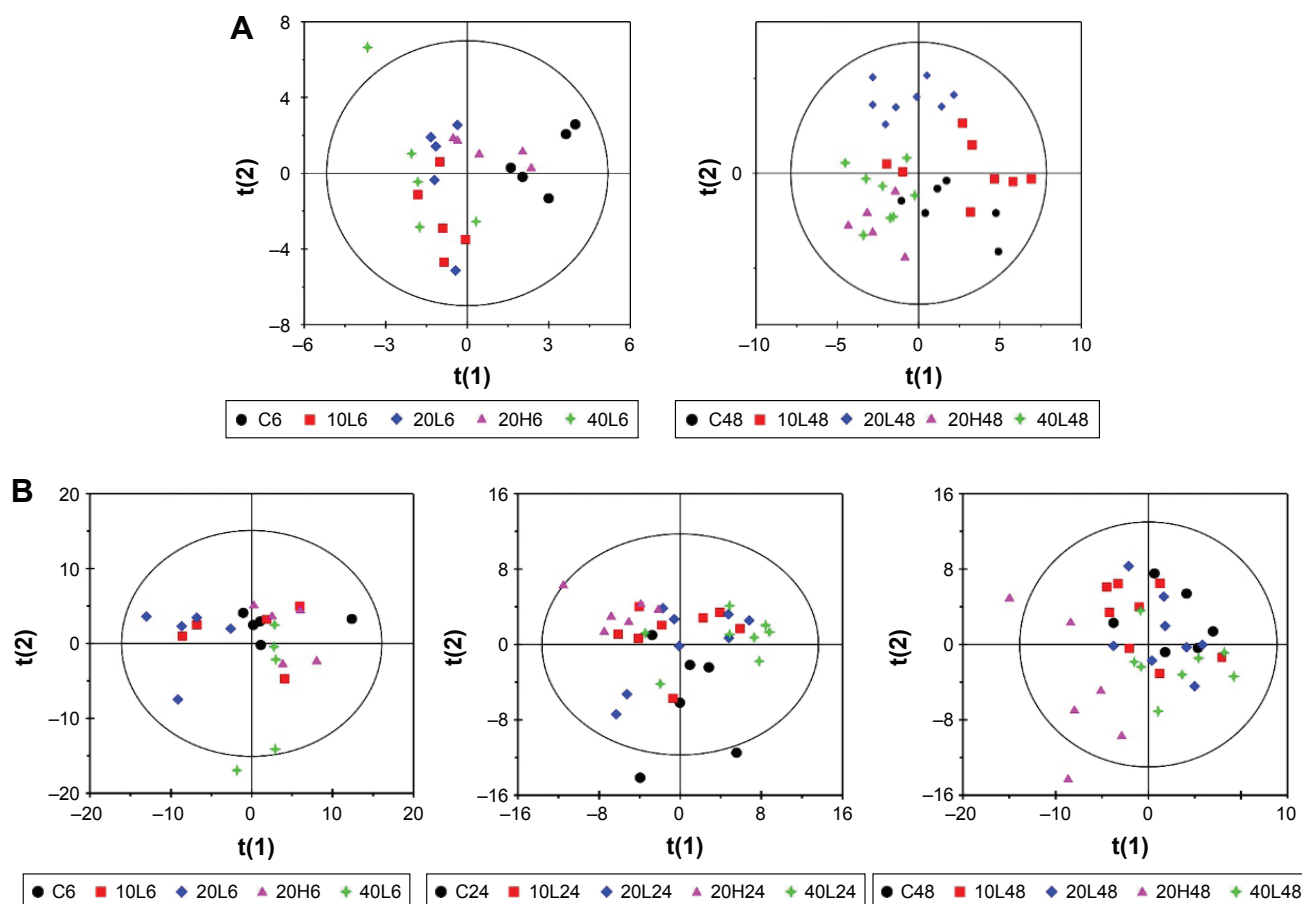 A
8
4
0
–4
–8
t(2)
–6 –3 0 3 6
t(1)
C6 10L6 20L6 20H6 40L6
0
t(2)
–10 –5 0 5 10
t(1)
C48 10L48 20L48 20H48 40L48
B
20
10
0
–10
–20
t(2)
–20 –10 0 10 20
t(1)
C6 10L6 20L6 20H6 40L6
16
8
0
–8
–16
t(2)
–16 –8 0 8 16
t(1)
C24 10L24 20L24 20H24 40L24
16
8
0
–8
–16
t(2)
–20 –10 0 10
t(1)
C48 10L48 20L48 20H48 40L48